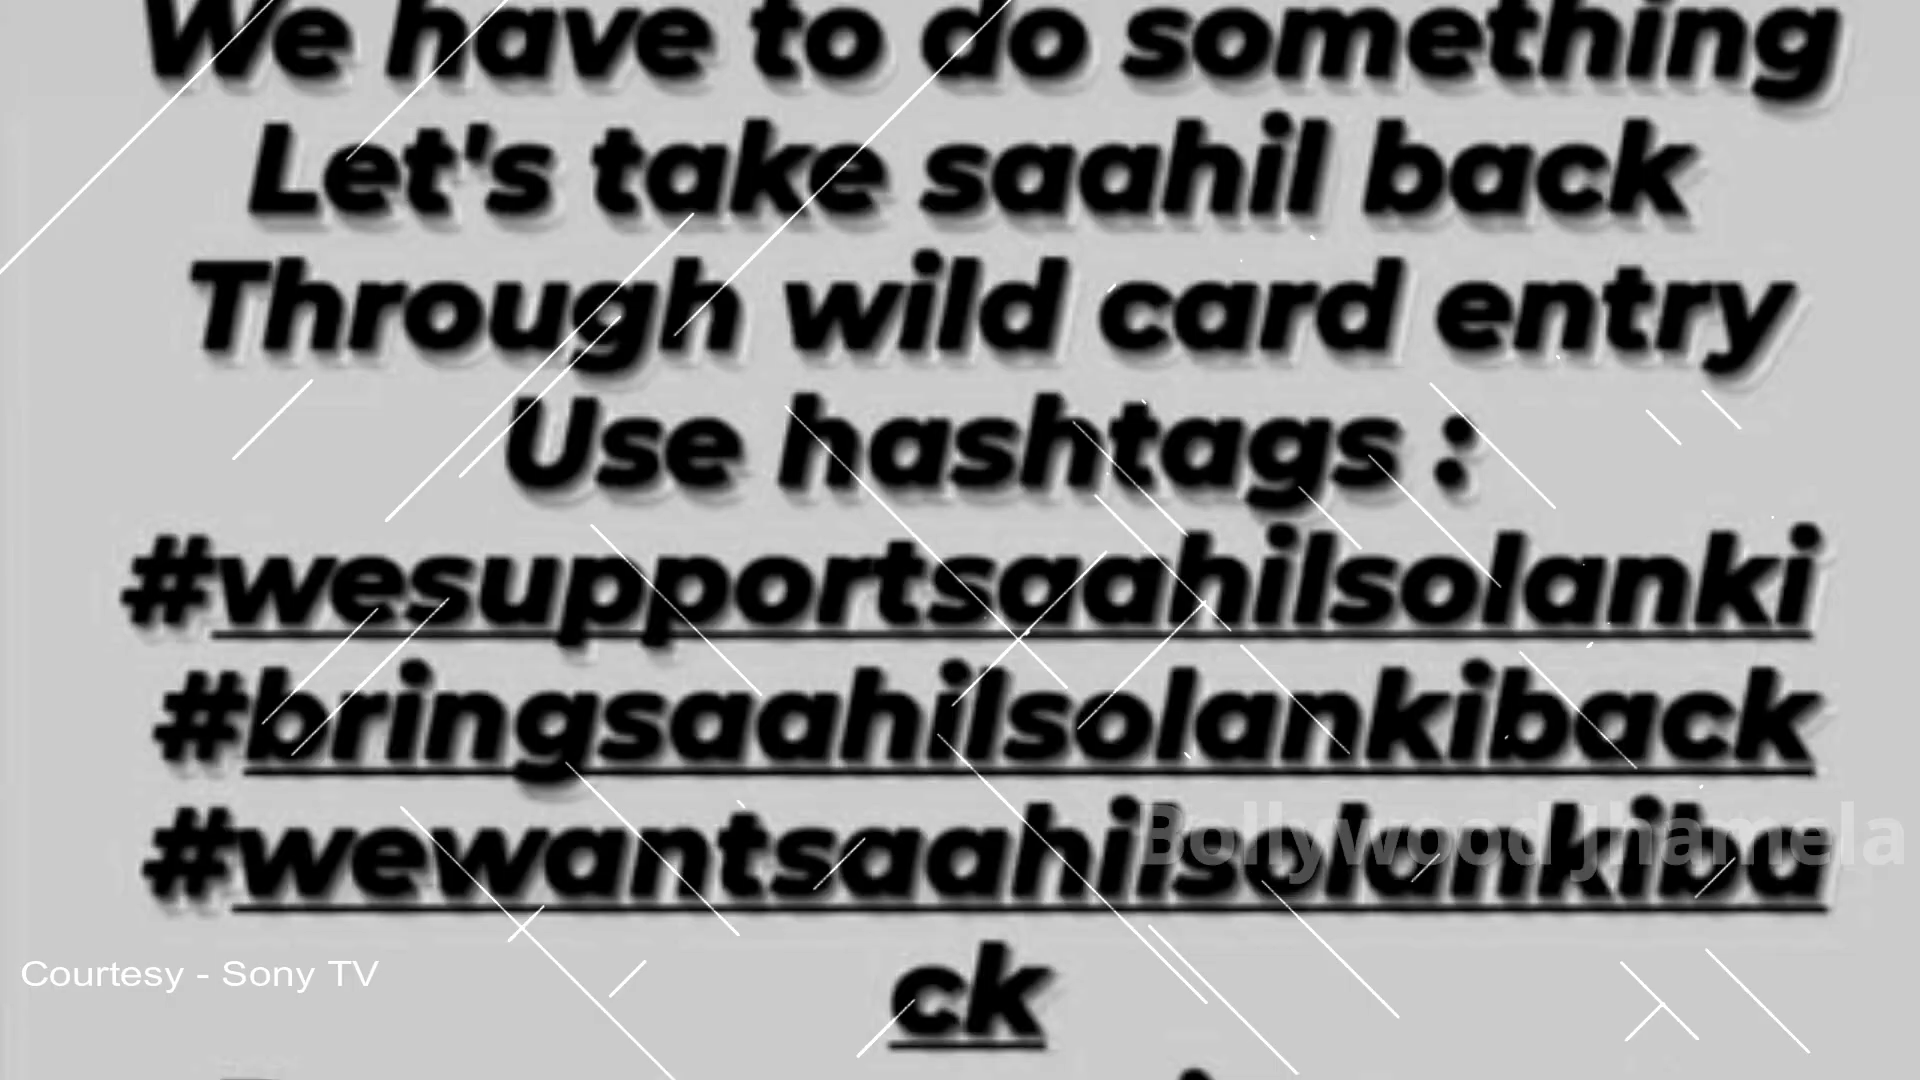 We have to do something
Let's take saahil back
Through wild card entry
Use hashtags :
#wesupportsaahilsolanki
#bringsaahilsolankiback
#wewantsaahilsolankiba
ck
Bollywood Jhamela
Courtesy - Sony TV